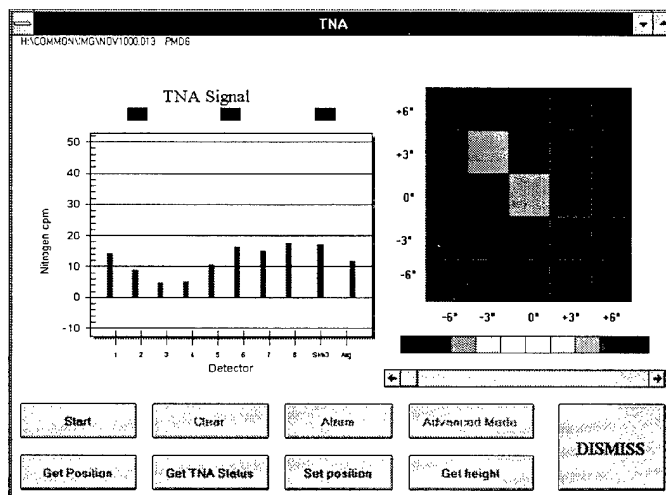 TNA
H:\COMMON\IMG\NOV1000.013 PMD6
TNA Signal
50
40
30
20
10
0
-10
Nitrogen cpm
1 2 3 4 5 6 7 8 Sum3 Avg
Detector
+6°
+3°
0°
-3°
-6°
-6° -3° 0° +3° +6°
Start Clear Alarm Advanced Mode
DISMISS
Get Position Get TNA Status Set position Get height